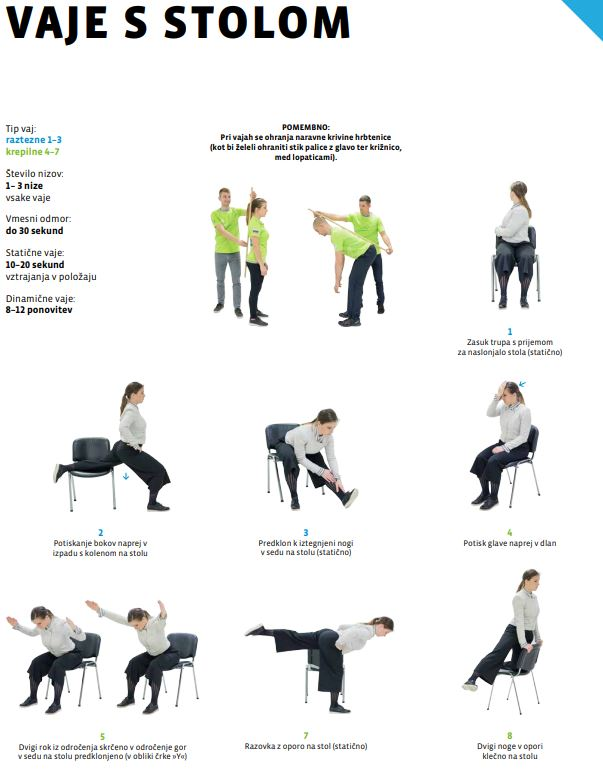 VAJE S STOLOM
Tip vaj:
raztezne 1–3
krepilne 4–7
Število nizov:
1– 3 nize
vsake vaje
Vmesni odmor:
do 30 sekund
Statične vaje:
10–20 sekund
vztrajanja v položaju
Dinamične vaje:
8–12 ponovitev
POMEMBNO:
Pri vajah se ohranja naravne krivine hrbtenice
(kot bi želeli ohraniti stik palice z glavo ter križnico,
med lopaticami).
1
Zasuk trupa s prijemom
za naslonjalo stola (statično)
2
Potiskanje bokov naprej v
izpadu s kolenom na stolu
3
Predklon k iztegnjeni nogi
v sedu na stolu (statično)
4
Potisk glave naprej v dlan
5
Dvigi rok iz odročenja skrčeno v odročenje gor
v sedu na stolu predklonjeno (v obliki črke »Y«)
7
Razovka z oporo na stol (statično)
8
Dvigi noge v opori
klečno na stolu